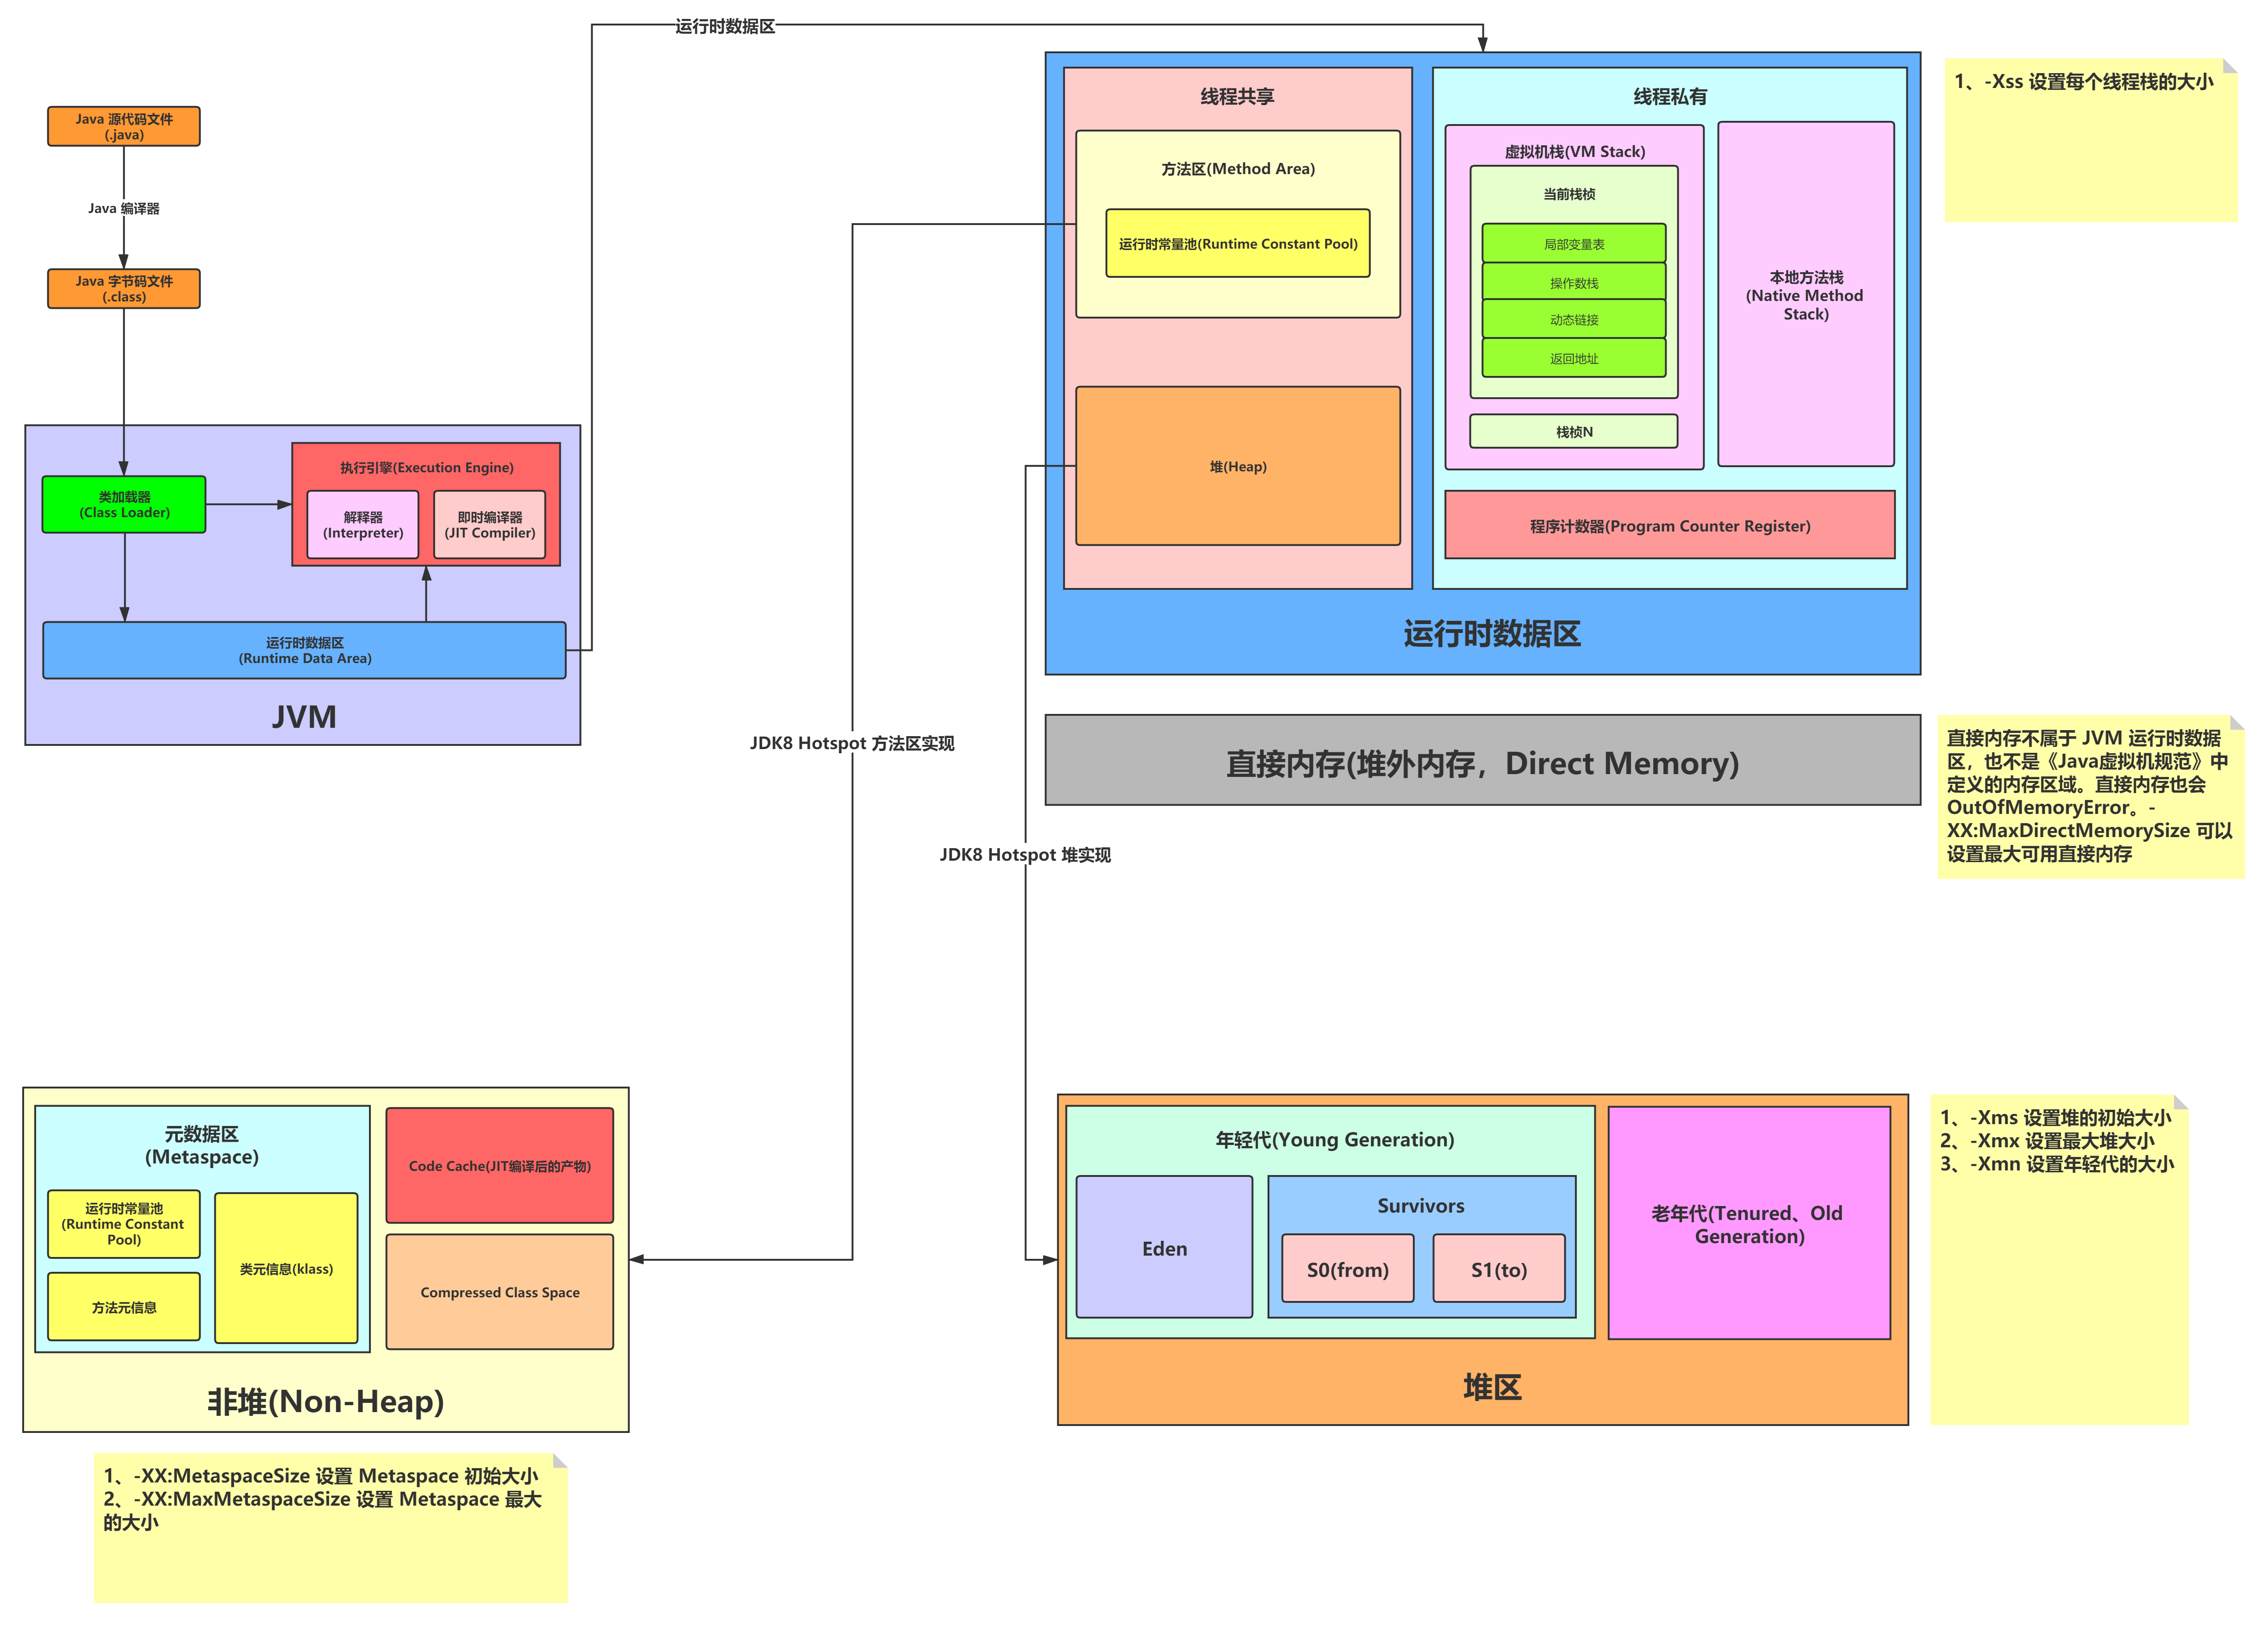 运行时数据区
Java 源代码文件
(.java)
Java 编译器
Java 字节码文件
(.class)
类加载器
(Class Loader)
执行引擎(Execution Engine)
解释器
(Interpreter)
即时编译器
(JIT Compiler)
运行时数据区
(Runtime Data Area)
JVM
线程共享
方法区(Method Area)
运行时常量池(Runtime Constant Pool)
堆(Heap)
线程私有
虚拟机栈(VM Stack)
当前栈桢
局部变量表
操作数栈
动态链接
返回地址
栈桢N
本地方法栈
(Native Method
Stack)
程序计数器(Program Counter Register)
运行时数据区
1、-Xss 设置每个线程栈的大小
直接内存(堆外内存，Direct Memory)
直接内存不属于 JVM 运行时数据
区，也不是《Java虚拟机规范》中
定义的内存区域。直接内存也会
OutOfMemoryError。-
XX:MaxDirectMemorySize 可以
设置最大可用直接内存
JDK8 Hotspot 方法区实现
JDK8 Hotspot 堆实现
元数据区
(Metaspace)
运行时常量池
(Runtime Constant
Pool)
方法元信息
类元信息(klass)
Code Cache(JIT编译后的产物)
Compressed Class Space
非堆(Non-Heap)
1、-XX:MetaspaceSize 设置 Metaspace 初始大小
2、-XX:MaxMetaspaceSize 设置 Metaspace 最大
的大小
年轻代(Young Generation)
Eden
Survivors
S0(from)
S1(to)
老年代(Tenured、Old
Generation)
堆区
1、-Xms 设置堆的初始大小
2、-Xmx 设置最大堆大小
3、-Xmn 设置年轻代的大小